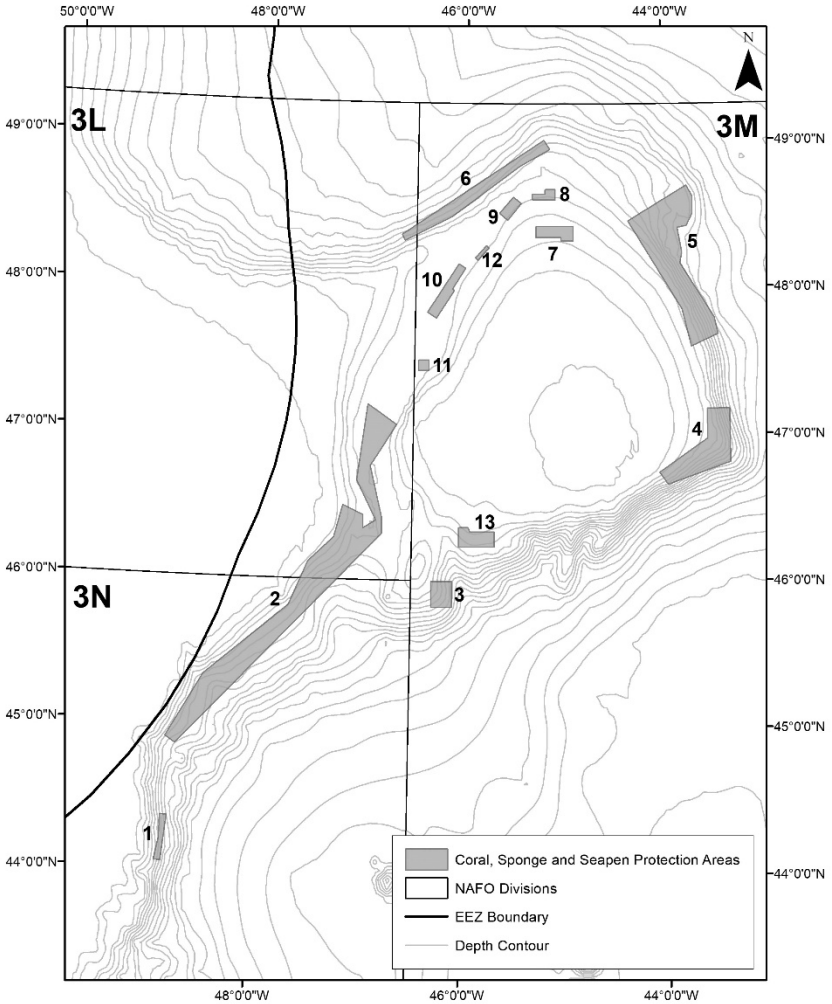 50°0'0"W 48°0'0"W 46°0'0"W 44°0'0"W
N
3L
3M
49°0'0"N
49°0'0"N
6
8
9
5
7
12
48°0'0"N
48°0'0"N
10
11
47°0'0"N
47°0'0"N
4
13
46°0'0"N
46°0'0"N
3N
2
3
45°0'0"N
45°0'0"N
1
44°0'0"N
44°0'0"N
Coral, Sponge and Seapen Protection Areas
NAFO Divisions
EEZ Boundary
Depth Contour
48°0'0"W 46°0'0"W 44°0'0"W